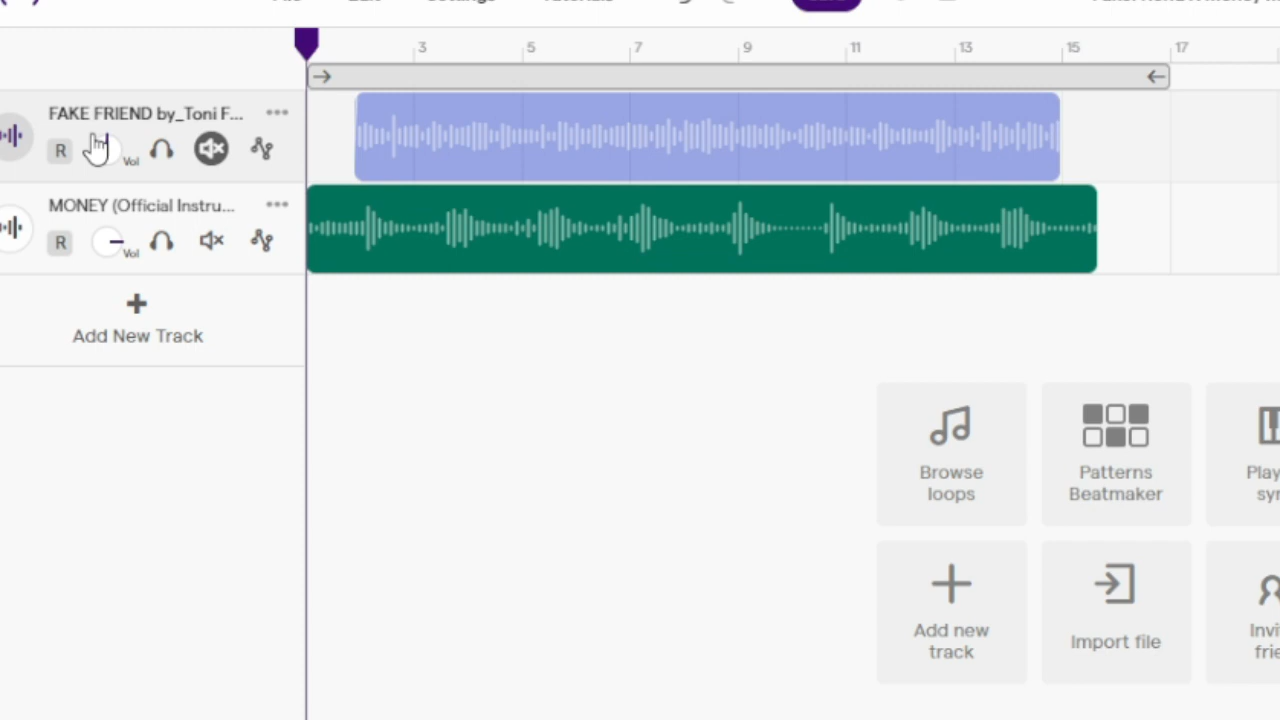 3 5 7 9 11 13 15 17
FAKE FRIEND by_Toni F...
R Vol
MONEY (Official Instru...
R Vol
Add New Track
Browse
loops
Patterns
Beatmaker
Add new
track
Import file